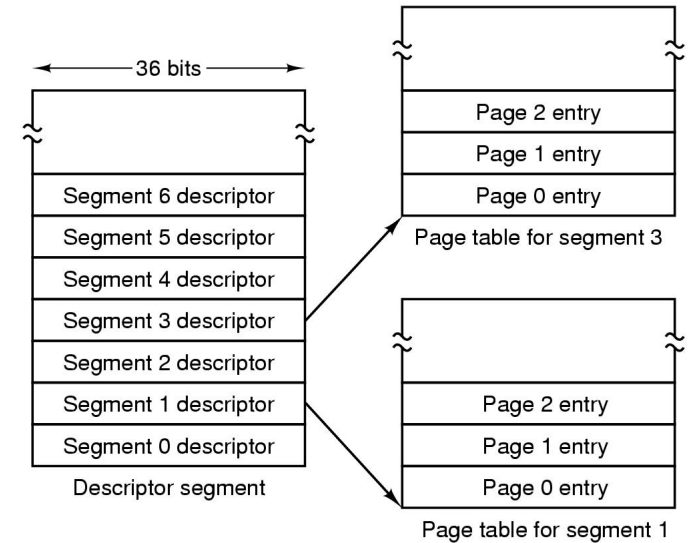 36 bits
Segment 6 descriptor
Segment 5 descriptor
Segment 4 descriptor
Segment 3 descriptor
Segment 2 descriptor
Segment 1 descriptor
Segment 0 descriptor
Descriptor segment
Page 2 entry
Page 1 entry
Page 0 entry
Page table for segment 3
Page 2 entry
Page 1 entry
Page 0 entry
Page table for segment 1